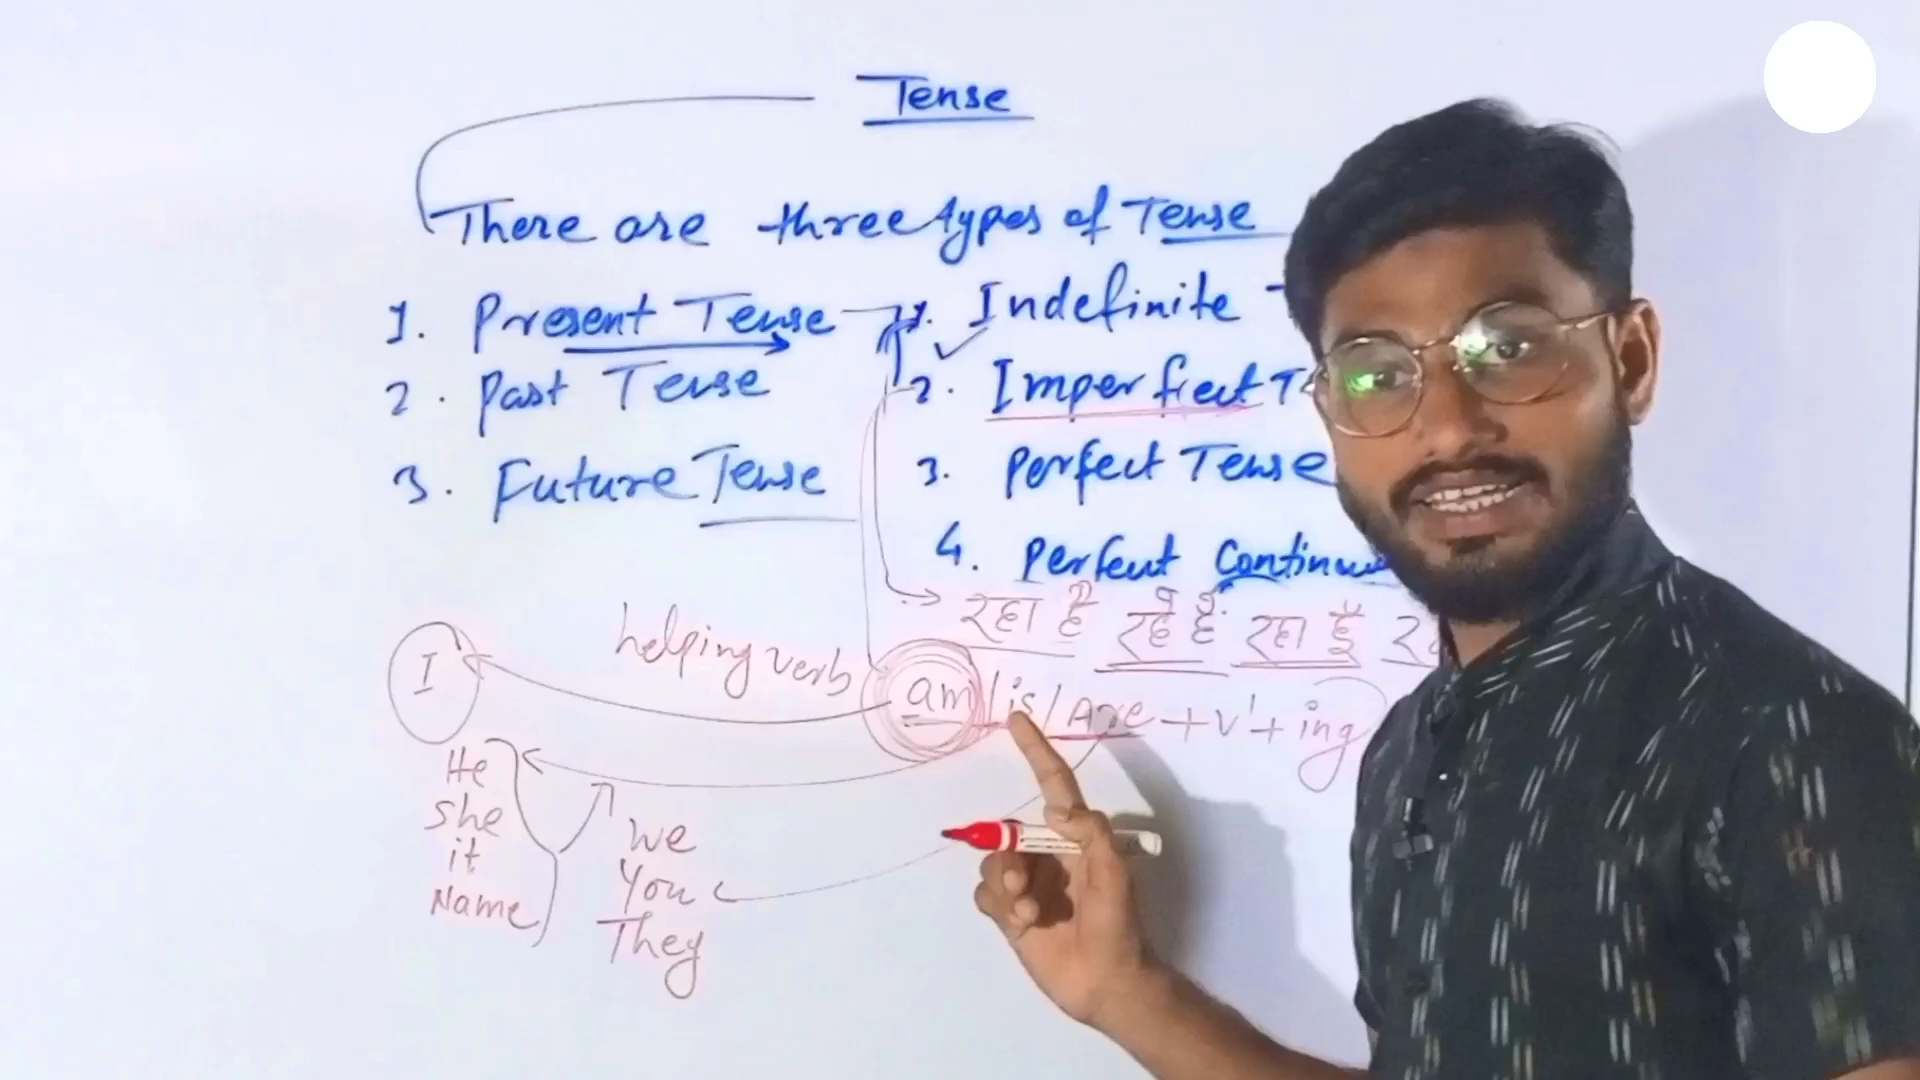 Tense
There are three types of Tense
1. Present Tense
2. Past Tense
3. Future Tense
1. Indefinite
2. Imperfect
3. Perfect Tense
4. Perfect
रहा है रहे हैं रहा हूँ
helping verb
am/is/Are+v'+ing
I
He
she
it
Name
We
You
They